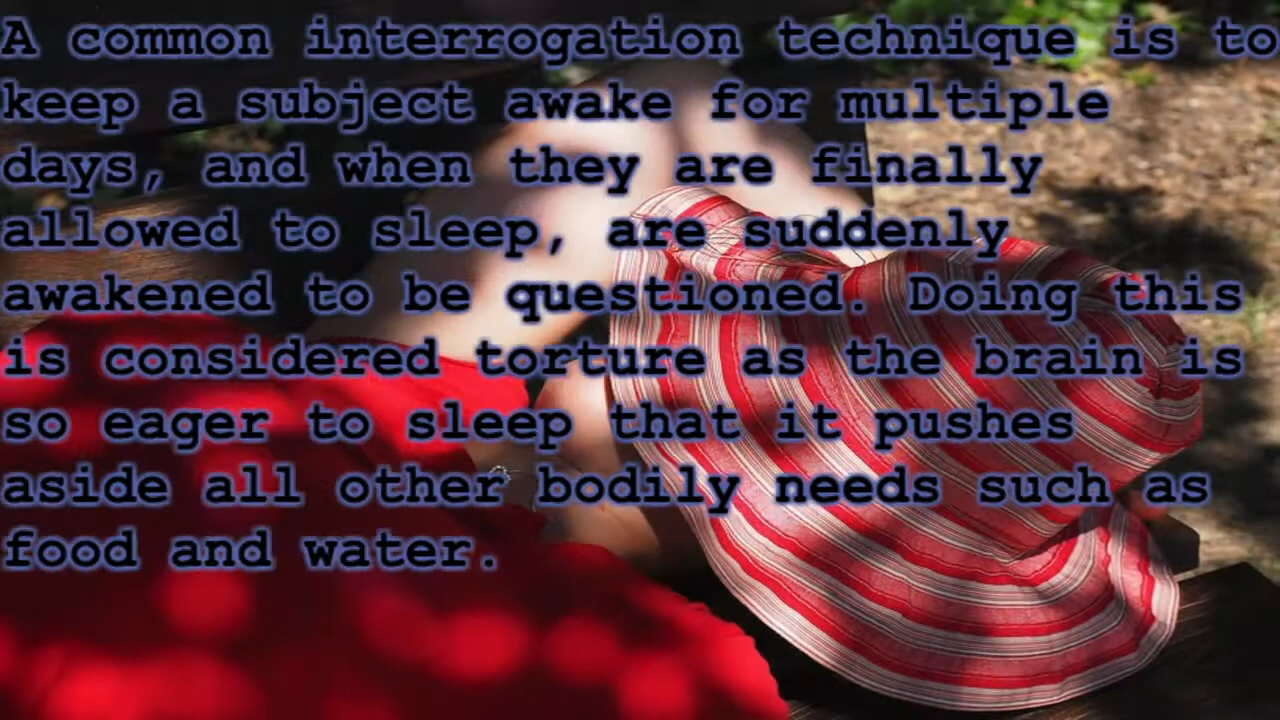 A common interrogation technique is to
keep a subject awake for multiple
days, and when they are finally
allowed to sleep, are suddenly
awakened to be questioned. Doing this
is considered torture as the brain is
so eager to sleep that it pushes
aside all other bodily needs such as
food and water.